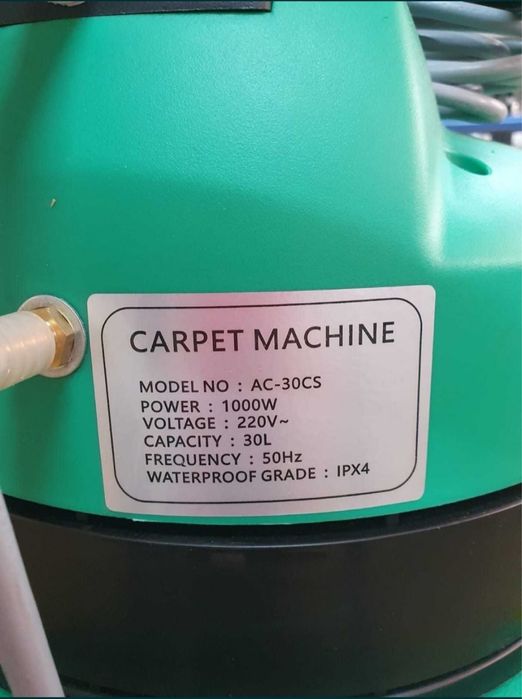 CARPET MACHINE
MODEL NO : AC-30CS
POWER : 1000W
VOLTAGE : 220V~
CAPACITY : 30L
FREQUENCY : 50Hz
WATERPROOF GRADE : IPX4